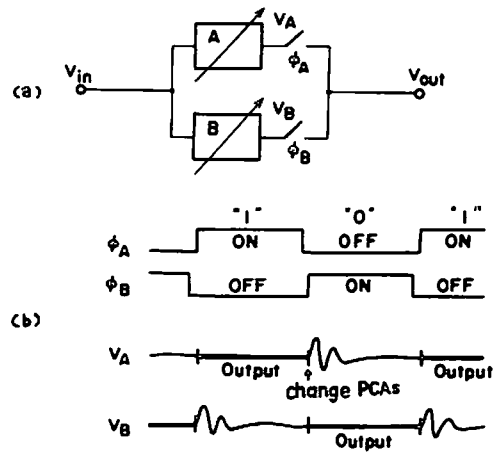 (a)
V_in
A
V_A
ϕ_A
B
V_B
ϕ_B
V_out
(b)
"1" "0" "1"
ϕ_A ON OFF ON
ϕ_B OFF ON OFF
V_A Output Output
change PCAs
V_B Output